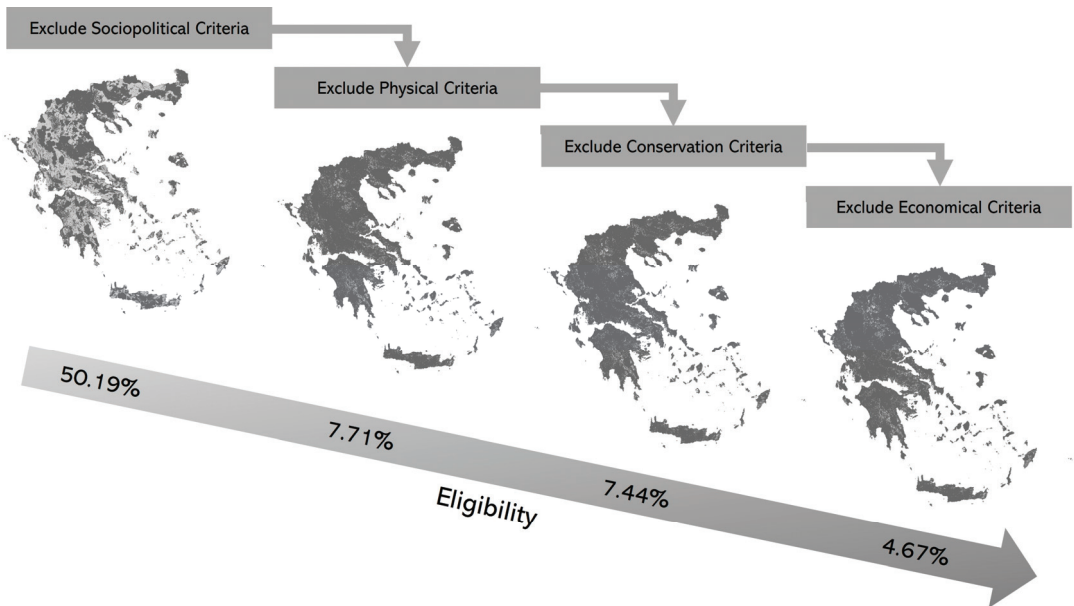 Exclude Sociopolitical Criteria
Exclude Physical Criteria
Exclude Conservation Criteria
Exclude Economical Criteria
50.19%
7.71%
7.44%
4.67%
Eligibility